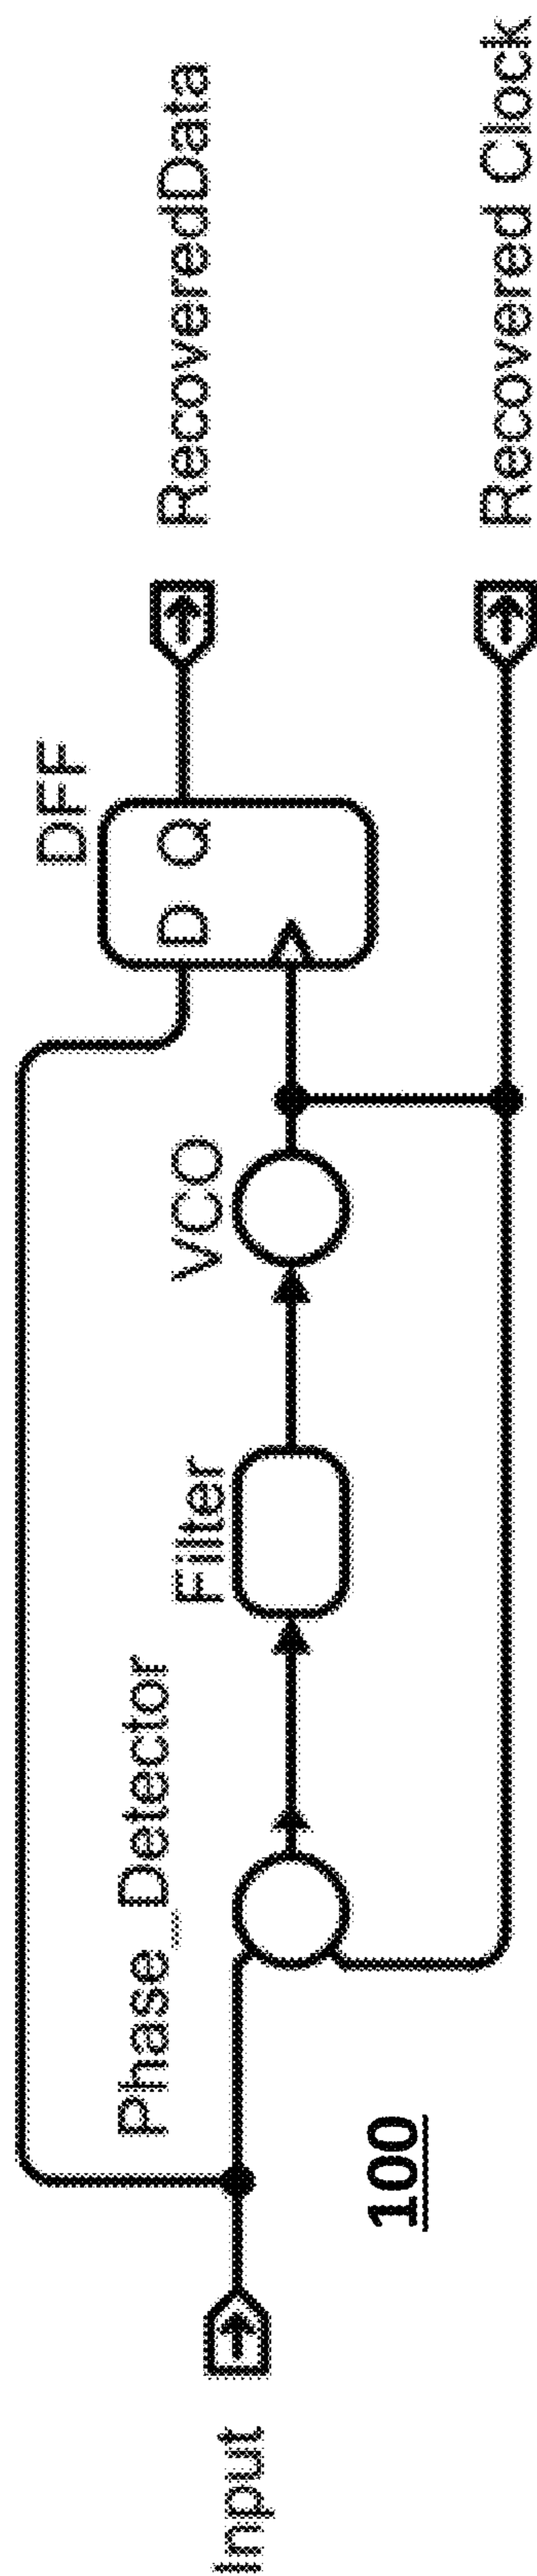 Input
100
Phase_Detector
Filter
VCO
DFF
D Q
RecoveredData
Recovered Clock